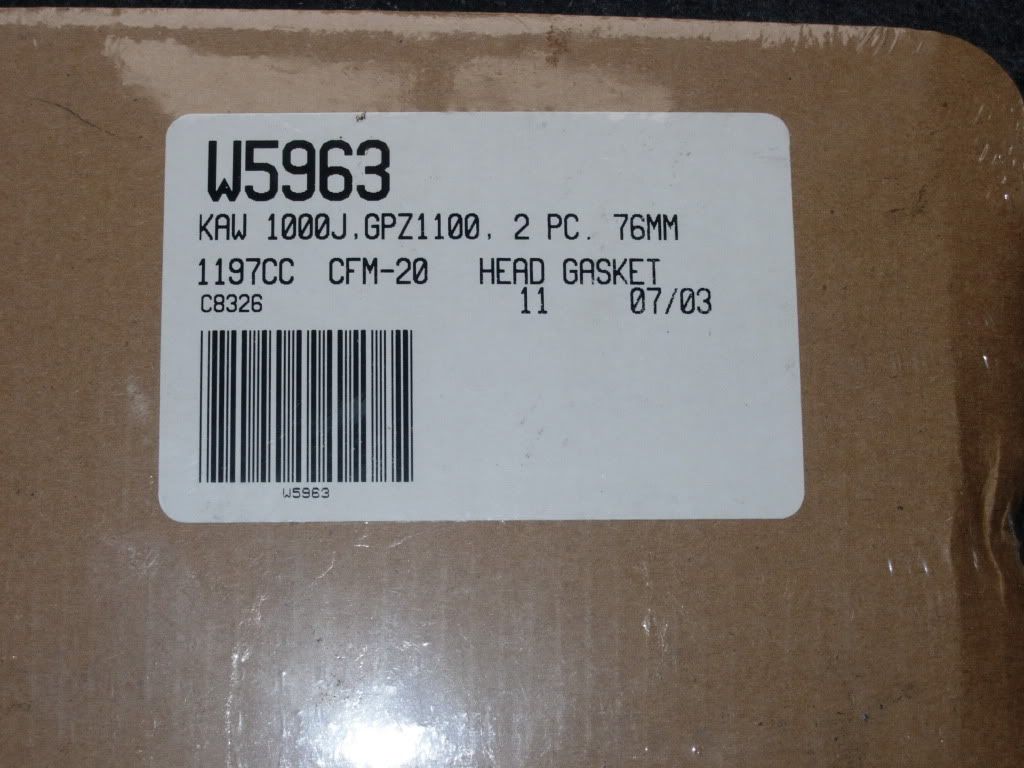 W5963
KAW 1000J,GPZ1100, 2 PC. 76MM
1197CC CFM-20 HEAD GASKET
C8326 11 07/03
W5963